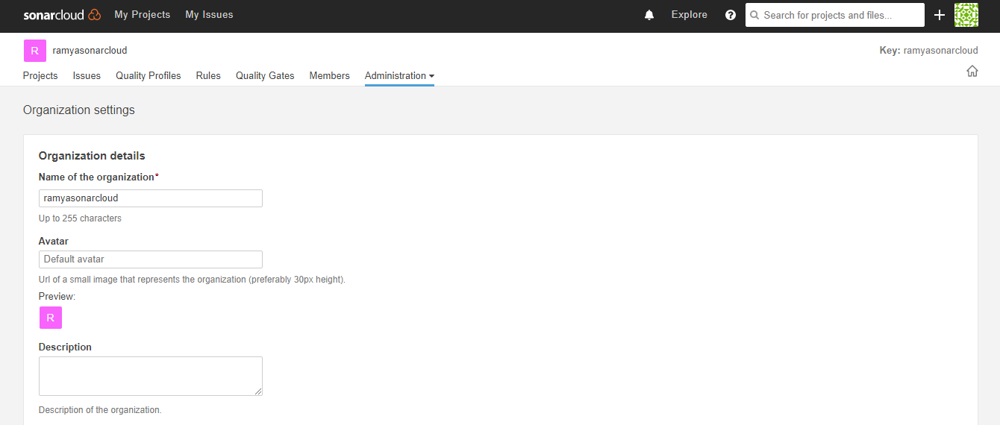 sonarcloud My Projects My Issues Explore Search for projects and files...
R ramyasonarcloud Key: ramyasonarcloud
Projects Issues Quality Profiles Rules Quality Gates Members Administration
Organization settings
Organization details
Name of the organization*
ramyasonarcloud
Up to 255 characters
Avatar
Default avatar
Url of a small image that represents the organization (preferably 30px height).
Preview:
R
Description
Description of the organization.